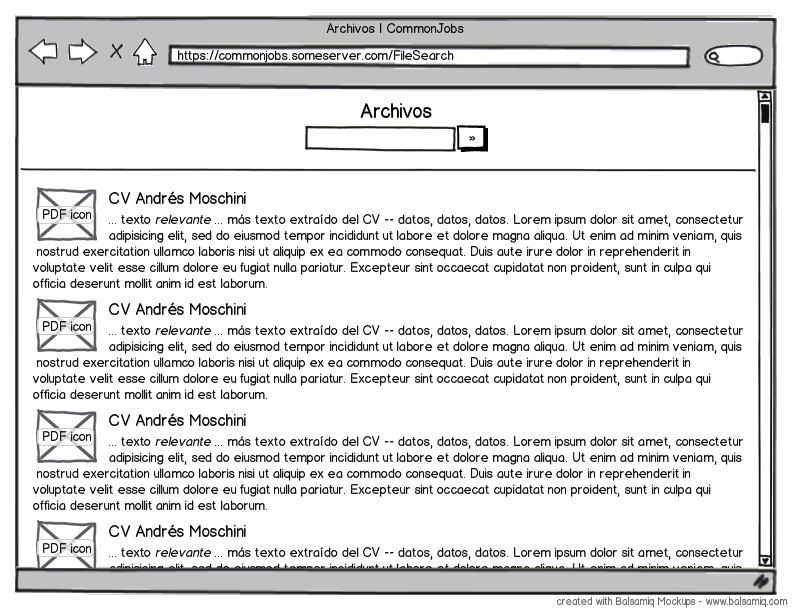 Archivos | CommonJobs
X
https://commonjobs.someserver.com/FileSearch
Archivos
»
PDF icon
CV Andrés Moschini
... texto relevante ... más texto extraído del CV -- datos, datos, datos. Lorem ipsum dolor sit amet, consectetur
adipisicing elit, sed do eiusmod tempor incididunt ut labore et dolore magna aliqua. Ut enim ad minim veniam, quis
nostrud exercitation ullamco laboris nisi ut aliquip ex ea commodo consequat. Duis aute irure dolor in reprehenderit in
voluptate velit esse cillum dolore eu fugiat nulla pariatur. Excepteur sint occaecat cupidatat non proident, sunt in culpa qui
officia deserunt mollit anim id est laborum.
PDF icon
CV Andrés Moschini
... texto relevante ... más texto extraído del CV -- datos, datos, datos. Lorem ipsum dolor sit amet, consectetur
adipisicing elit, sed do eiusmod tempor incididunt ut labore et dolore magna aliqua. Ut enim ad minim veniam, quis
nostrud exercitation ullamco laboris nisi ut aliquip ex ea commodo consequat. Duis aute irure dolor in reprehenderit in
voluptate velit esse cillum dolore eu fugiat nulla pariatur. Excepteur sint occaecat cupidatat non proident, sunt in culpa qui
officia deserunt mollit anim id est laborum.
PDF icon
CV Andrés Moschini
... texto relevante ... más texto extraído del CV -- datos, datos, datos. Lorem ipsum dolor sit amet, consectetur
adipisicing elit, sed do eiusmod tempor incididunt ut labore et dolore magna aliqua. Ut enim ad minim veniam, quis
nostrud exercitation ullamco laboris nisi ut aliquip ex ea commodo consequat. Duis aute irure dolor in reprehenderit in
voluptate velit esse cillum dolore eu fugiat nulla pariatur. Excepteur sint occaecat cupidatat non proident, sunt in culpa qui
officia deserunt mollit anim id est laborum.
PDF icon
CV Andrés Moschini
... texto relevante ... más texto extraído del CV -- datos, datos, datos. Lorem ipsum dolor sit amet, consectetur
created with Balsamiq Mockups - www.balsamiq.com